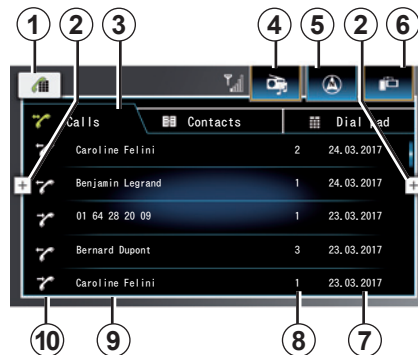 1 2 3 4 5 2 6
Calls Contacts Dial pad
Caroline Felini 2 24.03.2017
Benjamin Legrand 1 24.03.2017
01 64 28 20 09 1 23.03.2017
Bernard Dupont 3 23.03.2017
Caroline Felini 1 23.03.2017
10 9 8 7